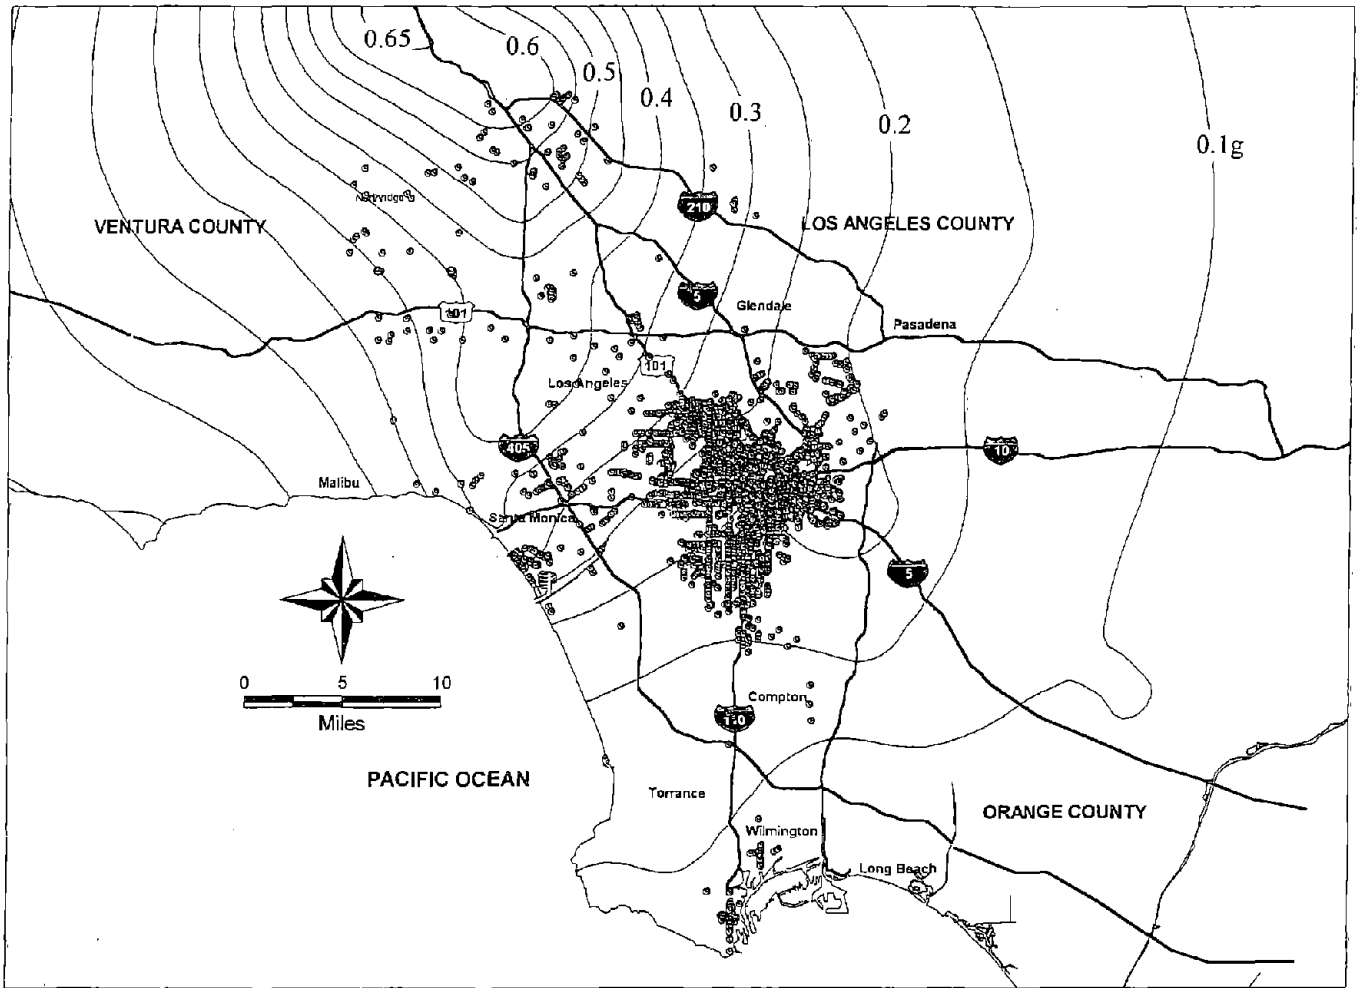 0.65
0.6
0.5
0.4
0.3
0.2
0.1g
Northridge
210
VENTURA COUNTY
LOS ANGELES COUNTY
5
Glendale
101
Pasadena
101
Los Angeles
405
10
Malibu
Santa Monica
5
0 5 10
Miles
Compton
110
PACIFIC OCEAN
Torrance
ORANGE COUNTY
Wilmington
Long Beach